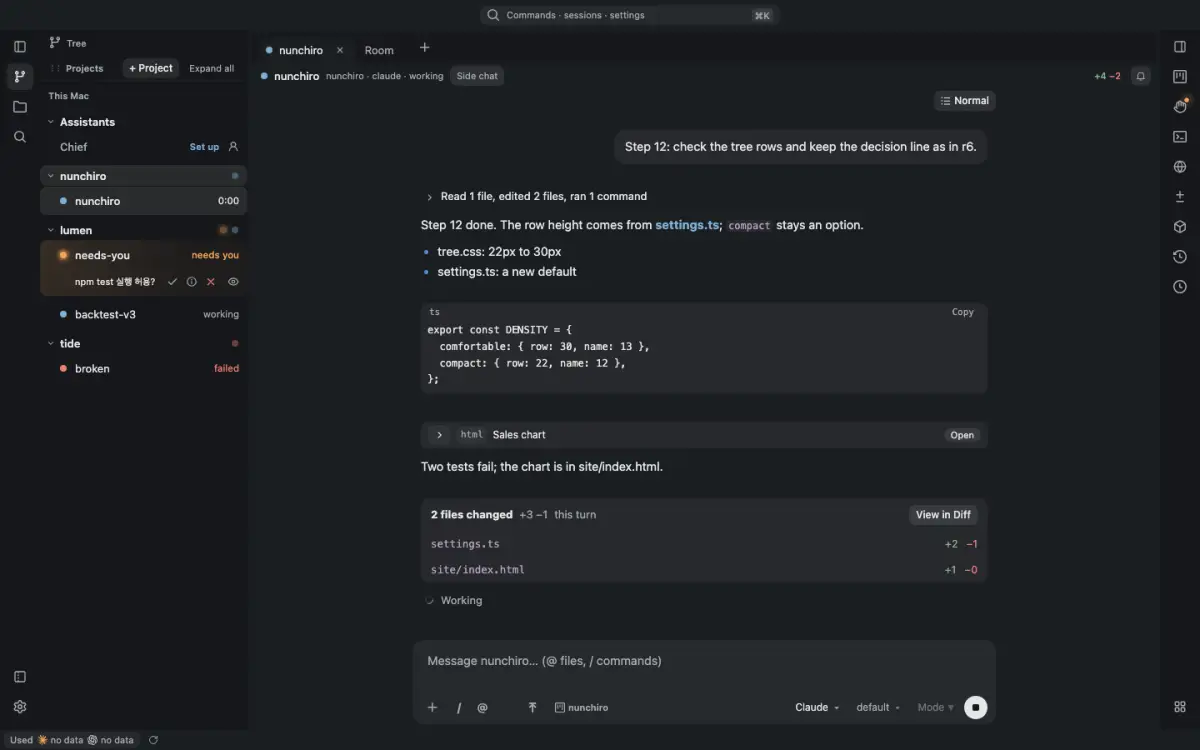 Commands · sessions · settings ⌘K
Tree
Projects + Project Expand all
This Mac
Assistants
Chief Set up
nunchiro
nunchiro 0:00
lumen
needs-you needs you
npm test 실행 허용?
backtest-v3 working
tide
broken failed
nunchiro × Room +
nunchiro nunchiro · claude · working Side chat +4 −2
Normal
Step 12: check the tree rows and keep the decision line as in r6.
Read 1 file, edited 2 files, ran 1 command
Step 12 done. The row height comes from settings.ts; compact stays an option.
• tree.css: 22px to 30px
• settings.ts: a new default
ts Copy
export const DENSITY = {
comfortable: { row: 30, name: 13 },
compact: { row: 22, name: 12 },
};
html Sales chart Open
Two tests fail; the chart is in site/index.html.
2 files changed +3 −1 this turn View in Diff
settings.ts +2 −1
site/index.html +1 −0
Working
Message nunchiro... (@ files, / commands)
+ / @ nunchiro Claude default Mode
Used no data no data